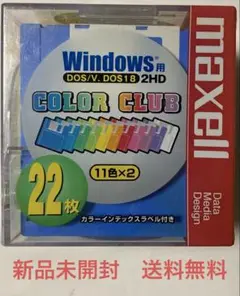 Windows用
DOS/V. DOS18 2HD
COLOR CLUB
11色×2
22枚
カラーインデックスラベル付き
maxell
Data
Media
Design
新品未開封　送料無料